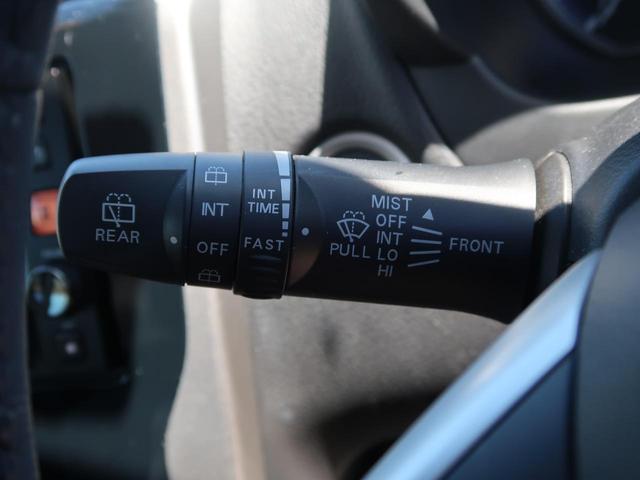 REAR
INT
OFF
INT
TIME
FAST
PULL
MIST
OFF
INT
LO
HI
FRONT